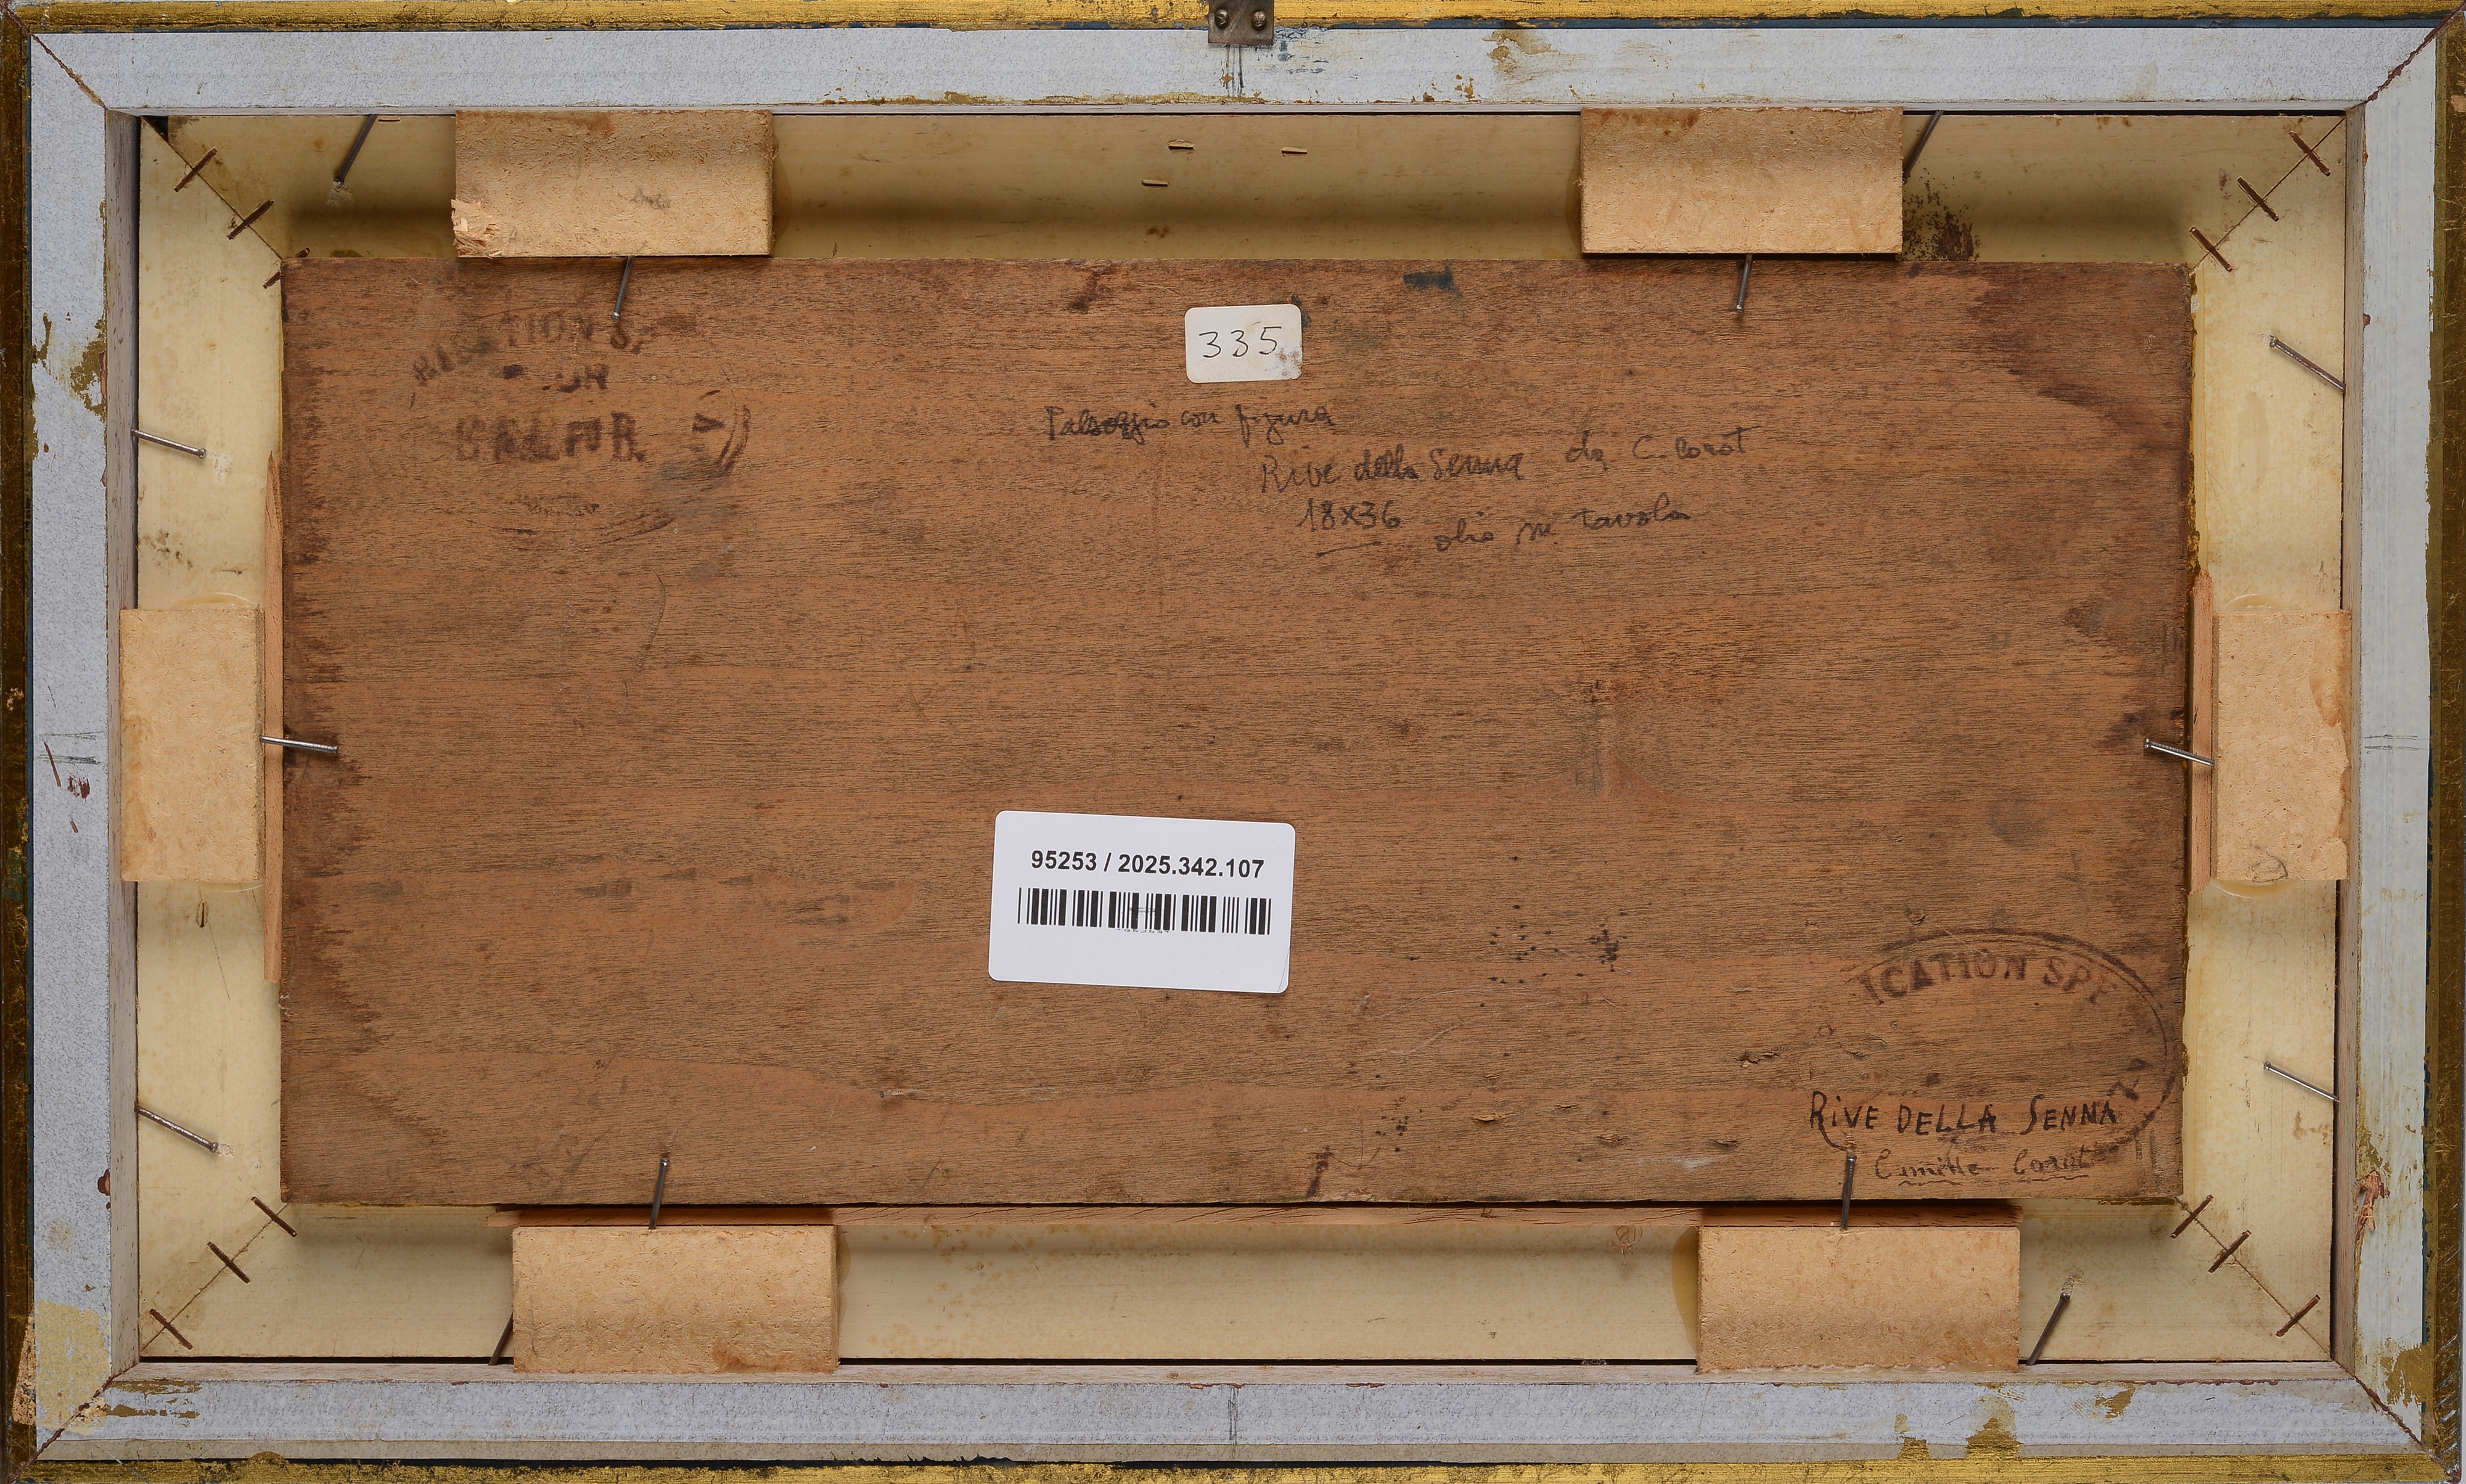 335
con figura
Rive della Senna da C. Corot
18x36 olio su tavola
95253 / 2025.342.107
ICATION SPE
RIVE DELLA SENNA
Camille Corot